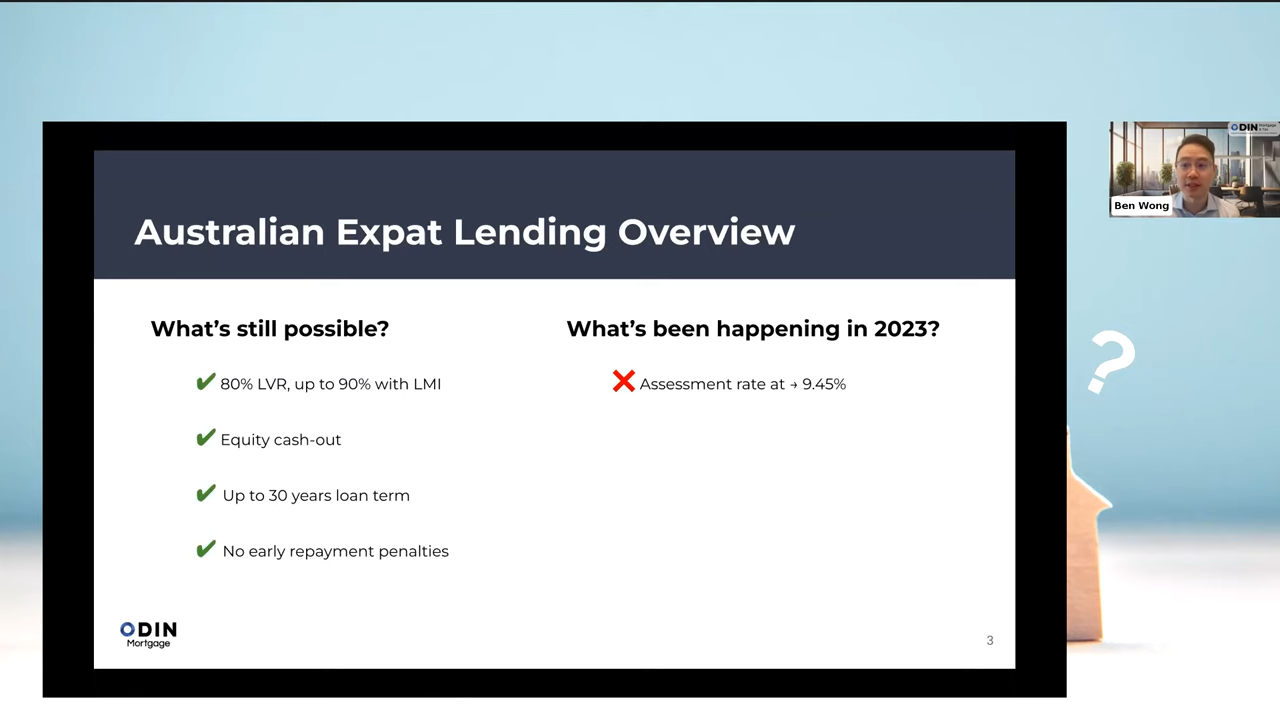 Australian Expat Lending Overview
What's still possible?
✔ 80% LVR, up to 90% with LMI
✔ Equity cash-out
✔ Up to 30 years loan term
✔ No early repayment penalties
What's been happening in 2023?
❌ Assessment rate at → 9.45%
ODIN
Mortgage
3
ODIN
Ben Wong
?